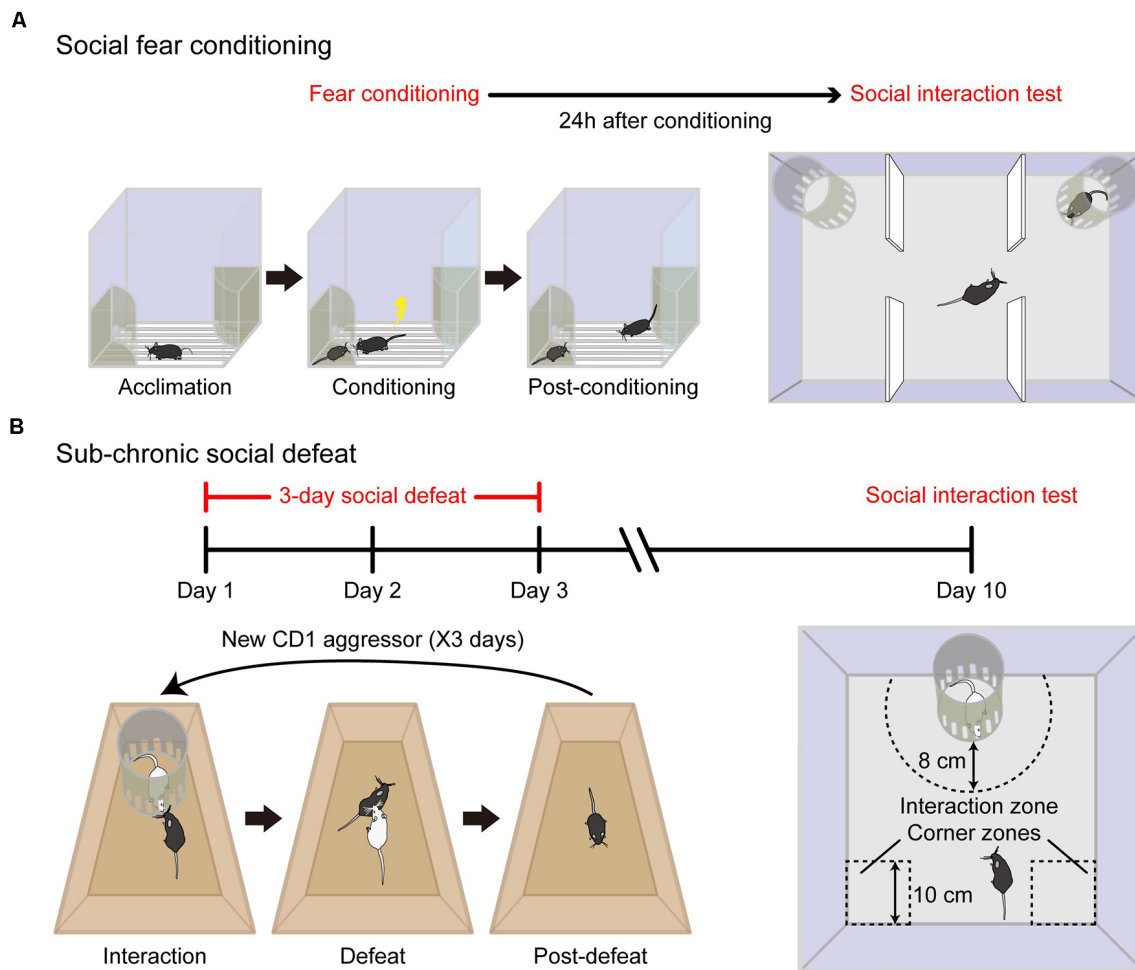 A
Social fear conditioning
Fear conditioning
Social interaction test
24h after conditioning
Acclimation
Conditioning
Post-conditioning
B
Sub-chronic social defeat
3-day social defeat
Social interaction test
Day 1
Day 2
Day 3
Day 10
New CD1 aggressor (X3 days)
8 cm
Interaction zone
Corner zones
10 cm
Interaction
Defeat
Post-defeat